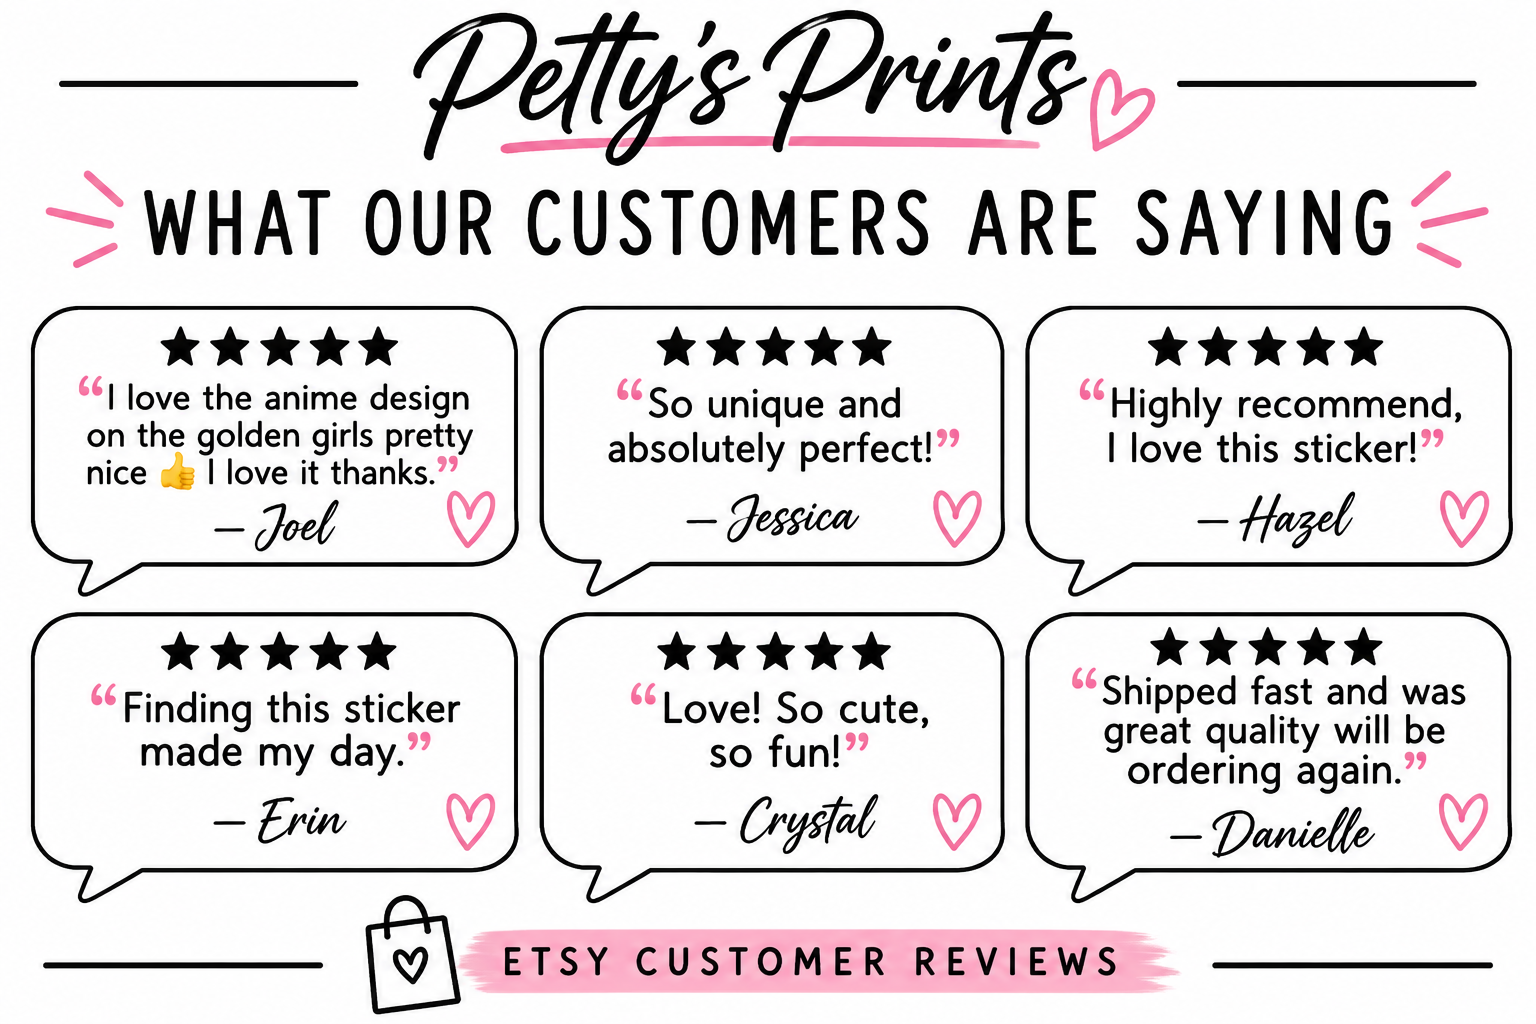 Petty's Prints
WHAT OUR CUSTOMERS ARE SAYING
“I love the anime design
on the golden girls pretty
nice 👍 I love it thanks.”
— Joel
“So unique and
absolutely perfect!”
— Jessica
“Highly recommend,
I love this sticker!”
— Hazel
“Finding this sticker
made my day.”
— Erin
“Love! So cute,
so fun!”
— Crystal
“Shipped fast and was
great quality will be
ordering again.”
— Danielle
ETSY CUSTOMER REVIEWS